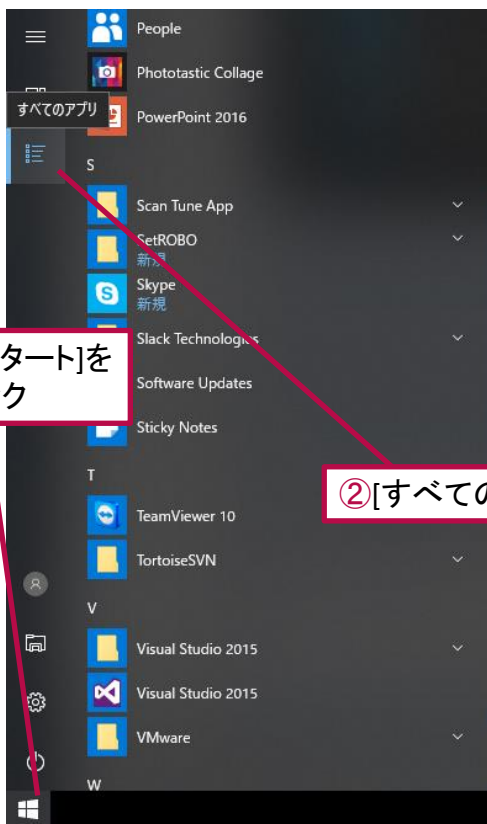 People
Phototastic Collage
PowerPoint 2016
すべてのアプリ
S
Scan Tune App
SetROBO
新規
Skype
新規
Slack Technologies
タート]を
ク
Software Updates
Sticky Notes
②[すべての
T
TeamViewer 10
TortoiseSVN
V
Visual Studio 2015
Visual Studio 2015
VMware
W